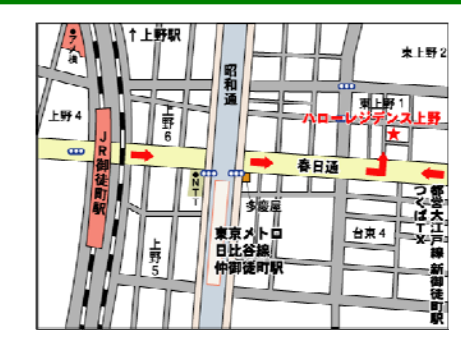 アメ横
↑上野駅
昭和通
東上野2
上野4
上野6
東上野1
ハローレジデンス上野
JR御徒町駅
春日通
NTT
多慶屋
東京メトロ
日比谷線
仲御徒町駅
上野5
台東4
都営大江戸線 新御徒町駅
つくばTX